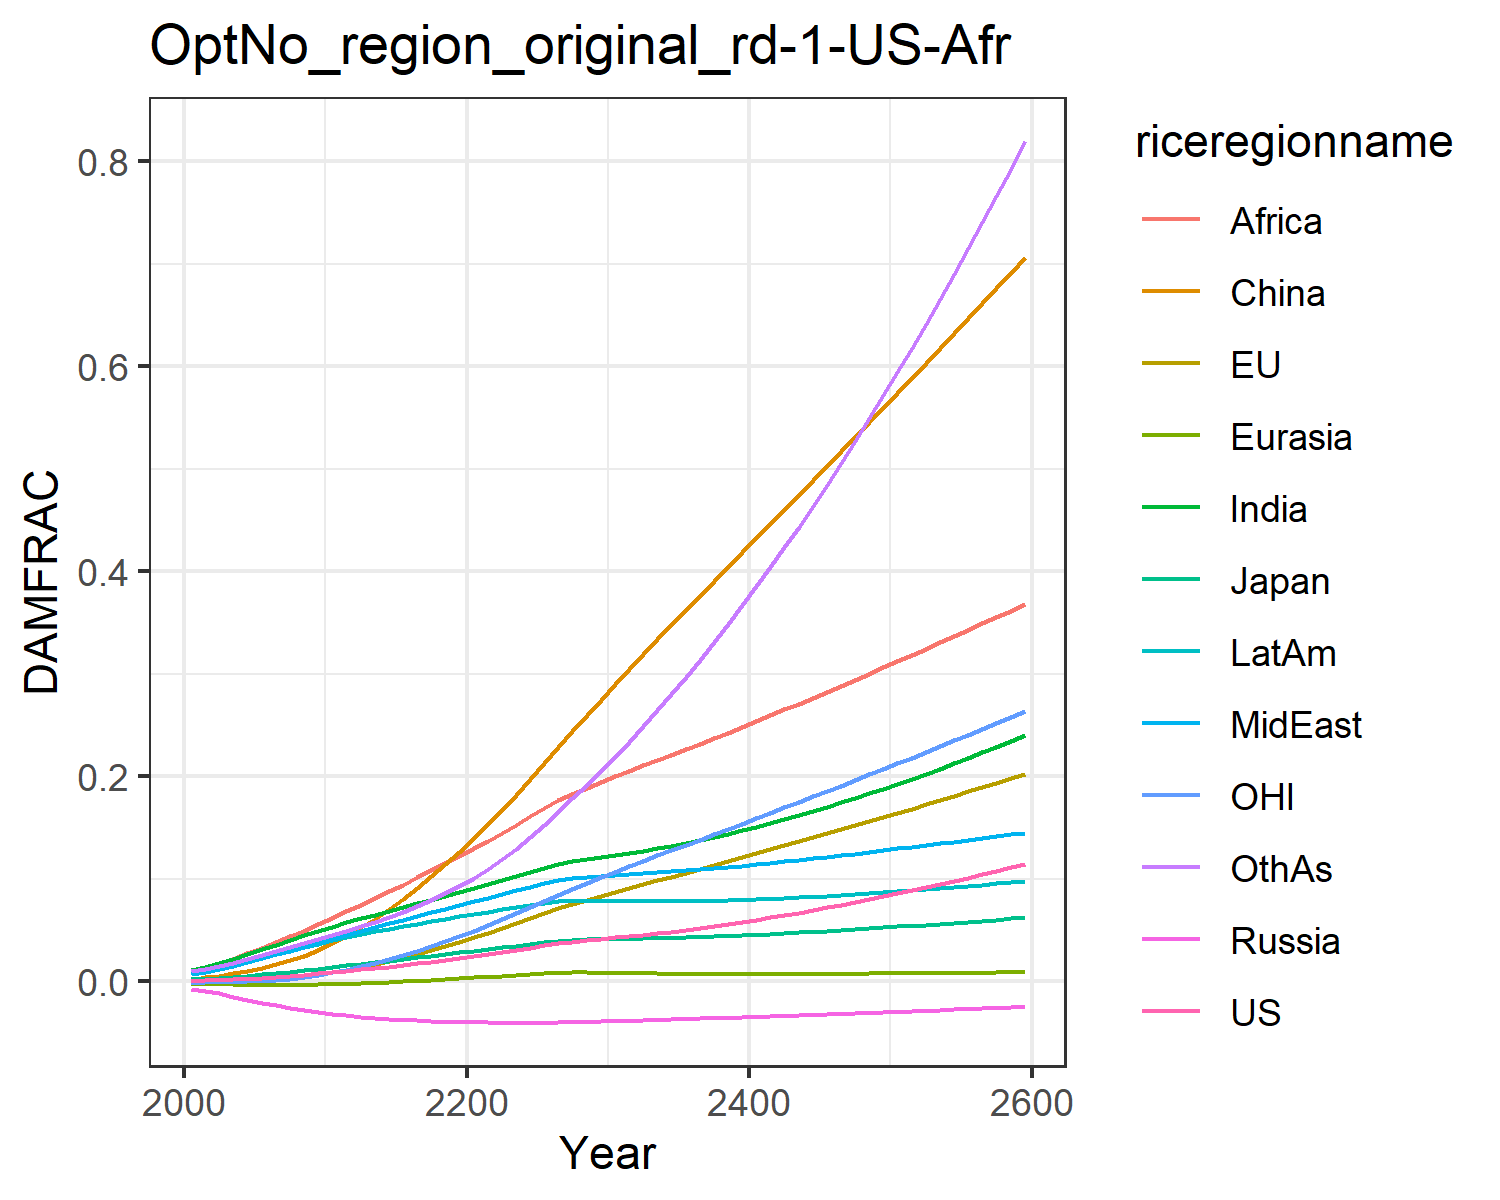 OptNo_region_original_rd-1-US-Afr
DAMFRAC
0.8
0.6
0.4
0.2
0.0
2000 2200 2400 2600
Year
riceregionname
Africa
China
EU
Eurasia
India
Japan
LatAm
MidEast
OHI
OthAs
Russia
US